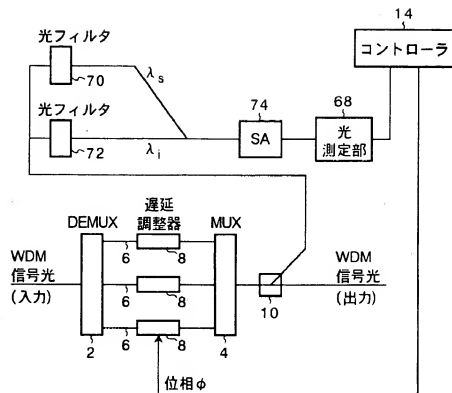 14
コントローラ
光フィルタ
70
λs
74
SA
68
光
測定部
光フィルタ
72
λi
遅延
調整器
DEMUX
MUX
6
8
WDM
信号光
(入力)
6
8
WDM
信号光
(出力)
10
6
8
2
4
位相φ